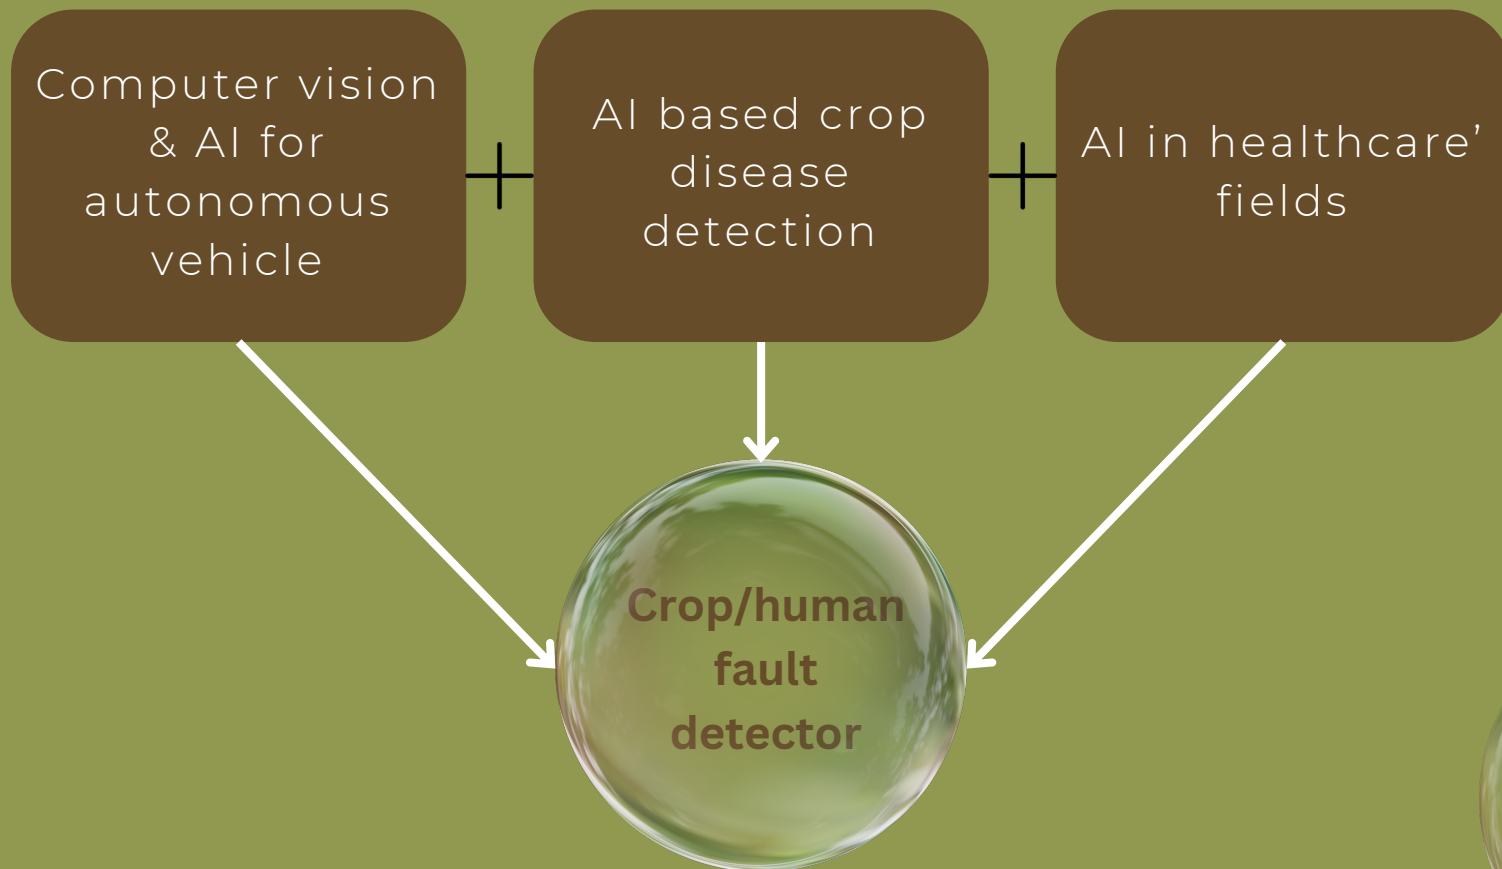 Computer vision
& AI for
autonomous
vehicle
AI based crop
disease
detection
AI in healthcare’
fields
Crop/human
fault
detector